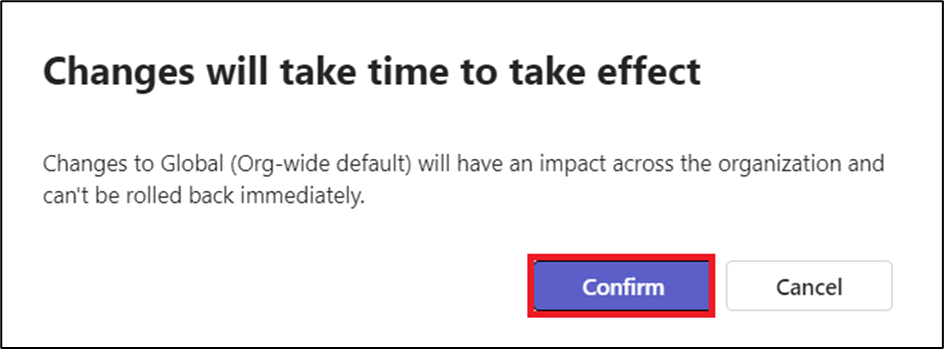 Changes will take time to take effect
Changes to Global (Org-wide default) will have an impact across the organization and
can't be rolled back immediately.
Confirm
Cancel